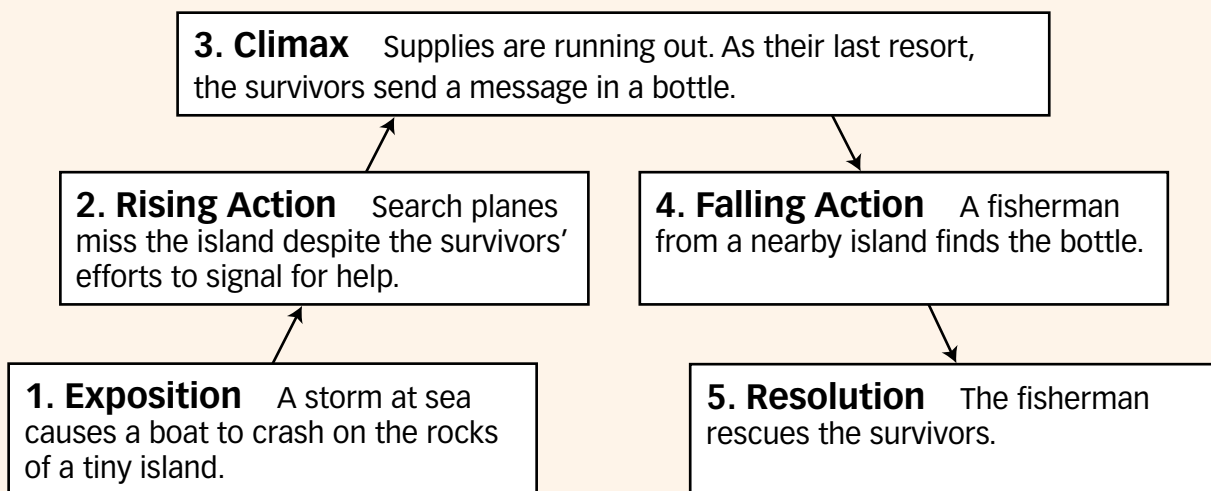 3. Climax Supplies are running out. As their last resort,
the survivors send a message in a bottle.
2. Rising Action Search planes
miss the island despite the survivors’
efforts to signal for help.
4. Falling Action A fisherman
from a nearby island finds the bottle.
1. Exposition A storm at sea
causes a boat to crash on the rocks
of a tiny island.
5. Resolution The fisherman
rescues the survivors.